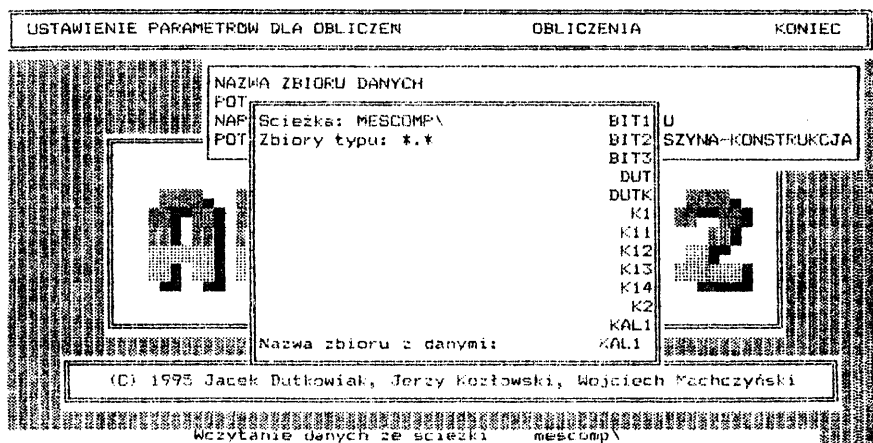 USTAWIENIE PARAMETROW DLA OBLICZEN OBLICZENIA KONIEC
NAZWA ZBIORU DANYCH
POT
NAP U
POT SZYNA-KONSTRUKCJA
Scieżka: MESCOMP\ BIT1
Zbiory typu: *.* BIT2
BIT3
DUT
DUTK
K1
K11
K12
K13
K14
K2
KAL1
Nazwa zbioru z danymi: KAL1
(C) 1995 Jacek Dutkowiak, Jerzy Kozłowski, Wojciech Machczyński
Wczytanie danych ze scieżki mescomp\